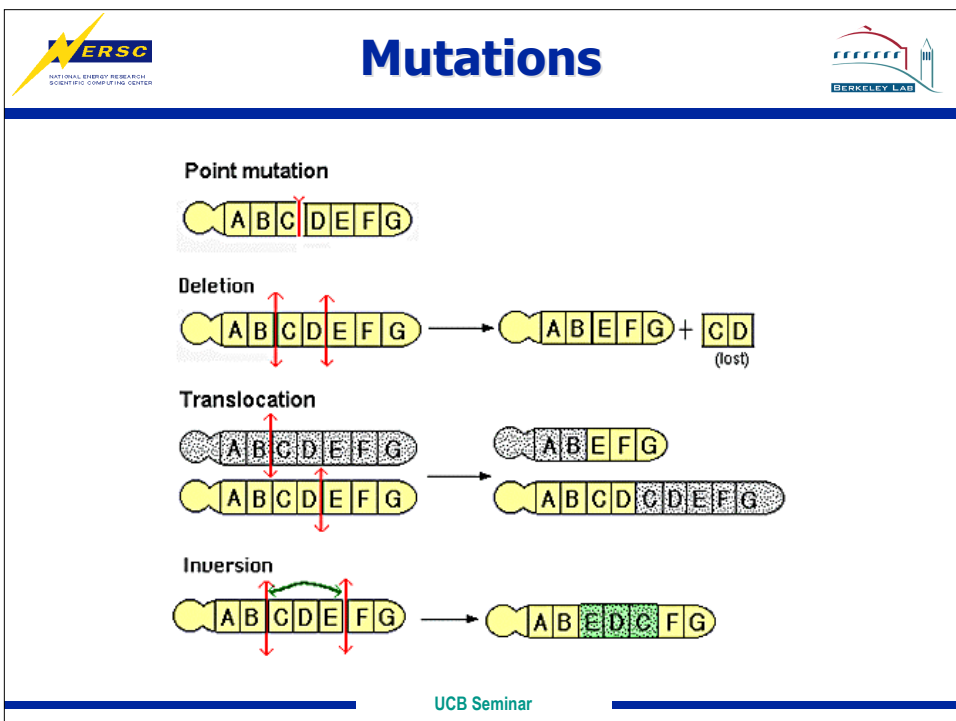 NERSC
NATIONAL ENERGY RESEARCH
SCIENTIFIC COMPUTING CENTER
Mutations
BERKELEY LAB
Point mutation
A B C D E F G
Deletion
A B C D E F G A B E F G + C D
(lost)
Translocation
A B C D E F G A B E F G
A B C D E F G A B C D C D E F G
Inversion
A B C D E F G A B E D C F G
UCB Seminar